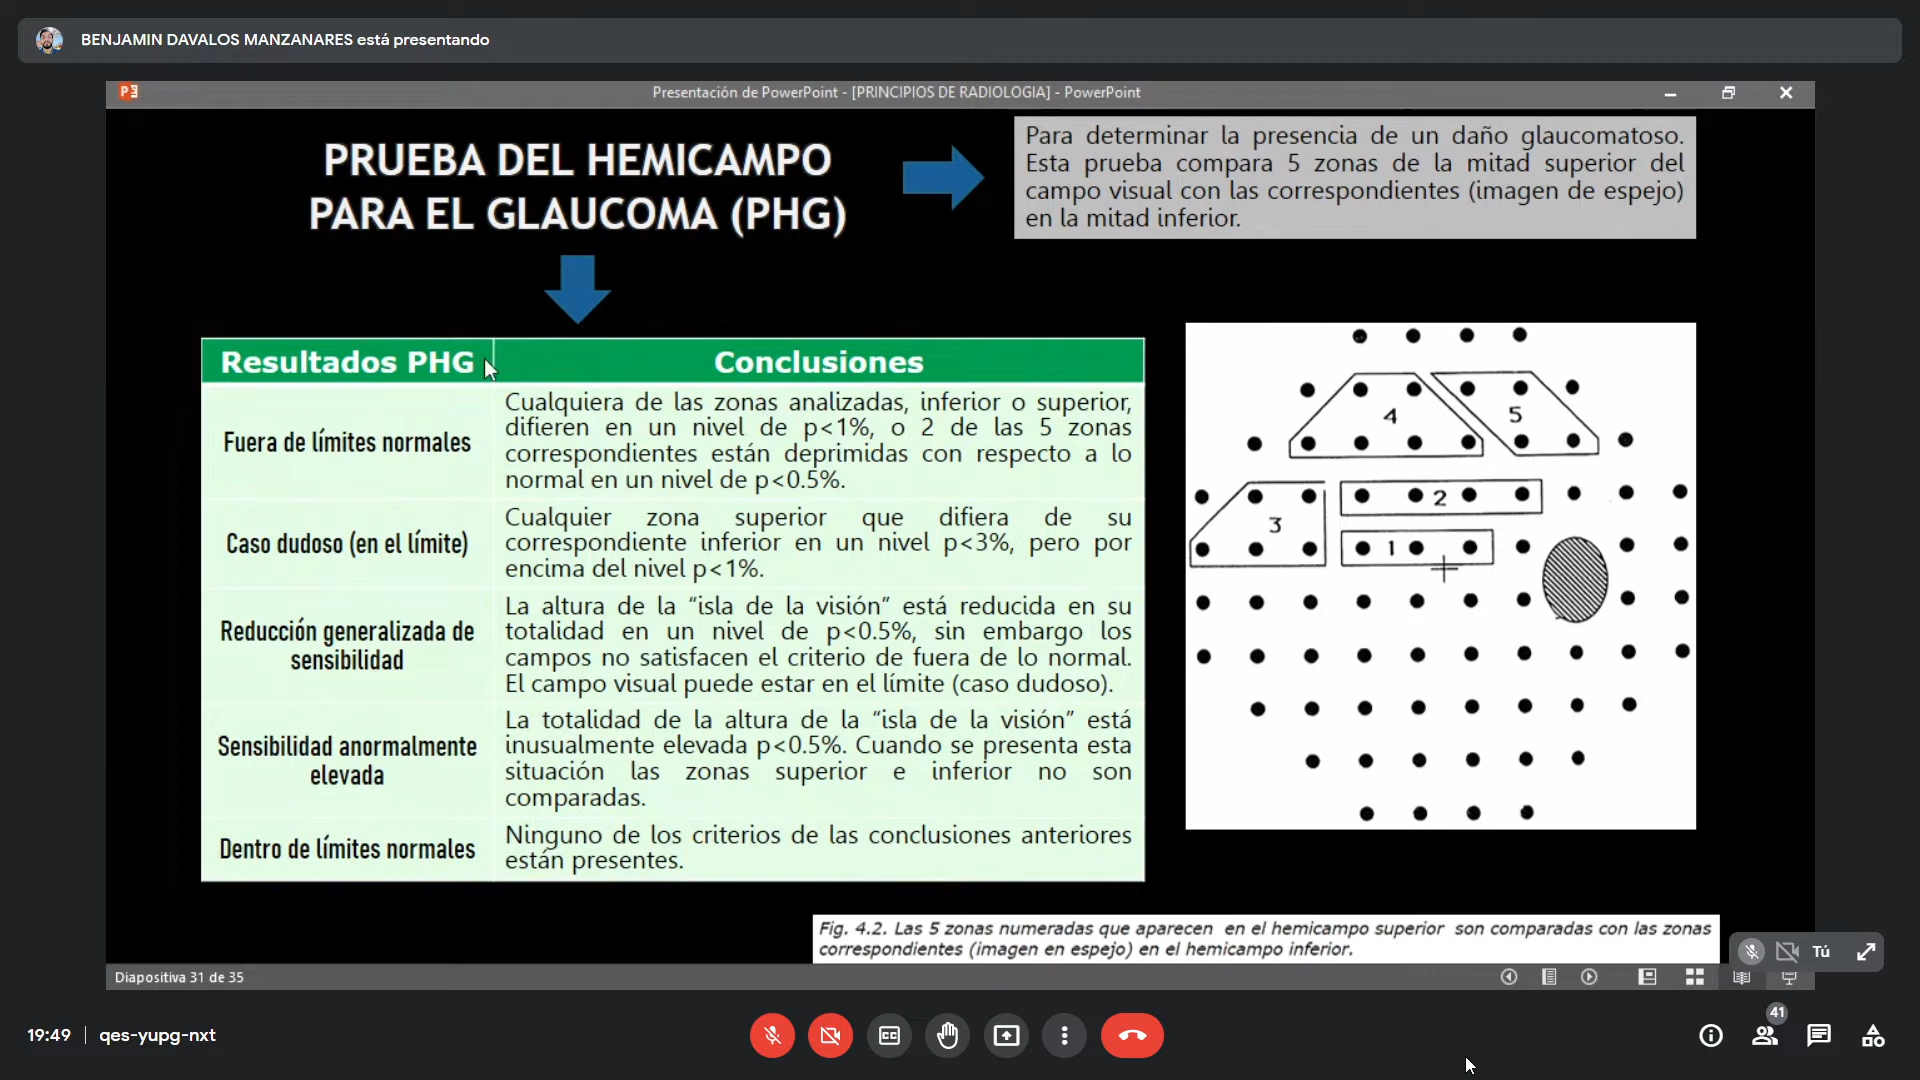 BENJAMIN DAVALOS MANZANARES está presentando
Presentación de PowerPoint - [PRINCIPIOS DE RADIOLOGIA] - PowerPoint
PRUEBA DEL HEMICAMPO
PARA EL GLAUCOMA (PHG)
Para determinar la presencia de un daño glaucomatoso.
Esta prueba compara 5 zonas de la mitad superior del
campo visual con las correspondientes (imagen de espejo)
en la mitad inferior.
Resultados PHG
Conclusiones
Fuera de límites normales
Cualquiera de las zonas analizadas, inferior o superior,
difieren en un nivel de p<1%, o 2 de las 5 zonas
correspondientes están deprimidas con respecto a lo
normal en un nivel de p<0.5%.
Caso dudoso (en el límite)
Cualquier zona superior que difiera de su
correspondiente inferior en un nivel p<3%, pero por
encima del nivel p<1%.
Reducción generalizada de
sensibilidad
La altura de la “isla de la visión” está reducida en su
totalidad en un nivel de p<0.5%, sin embargo los
campos no satisfacen el criterio de fuera de lo normal.
El campo visual puede estar en el límite (caso dudoso).
Sensibilidad anormalmente
elevada
La totalidad de la altura de la “isla de la visión” está
inusualmente elevada p<0.5%. Cuando se presenta esta
situación las zonas superior e inferior no son
comparadas.
Dentro de límites normales
Ninguno de los criterios de las conclusiones anteriores
están presentes.
4
5
2
3
1
Fig. 4.2. Las 5 zonas numeradas que aparecen en el hemicampo superior son comparadas con las zonas
correspondientes (imagen en espejo) en el hemicampo inferior.
Tú
Diapositiva 31 de 35
41
19:49 | qes-yupg-nxt
CC